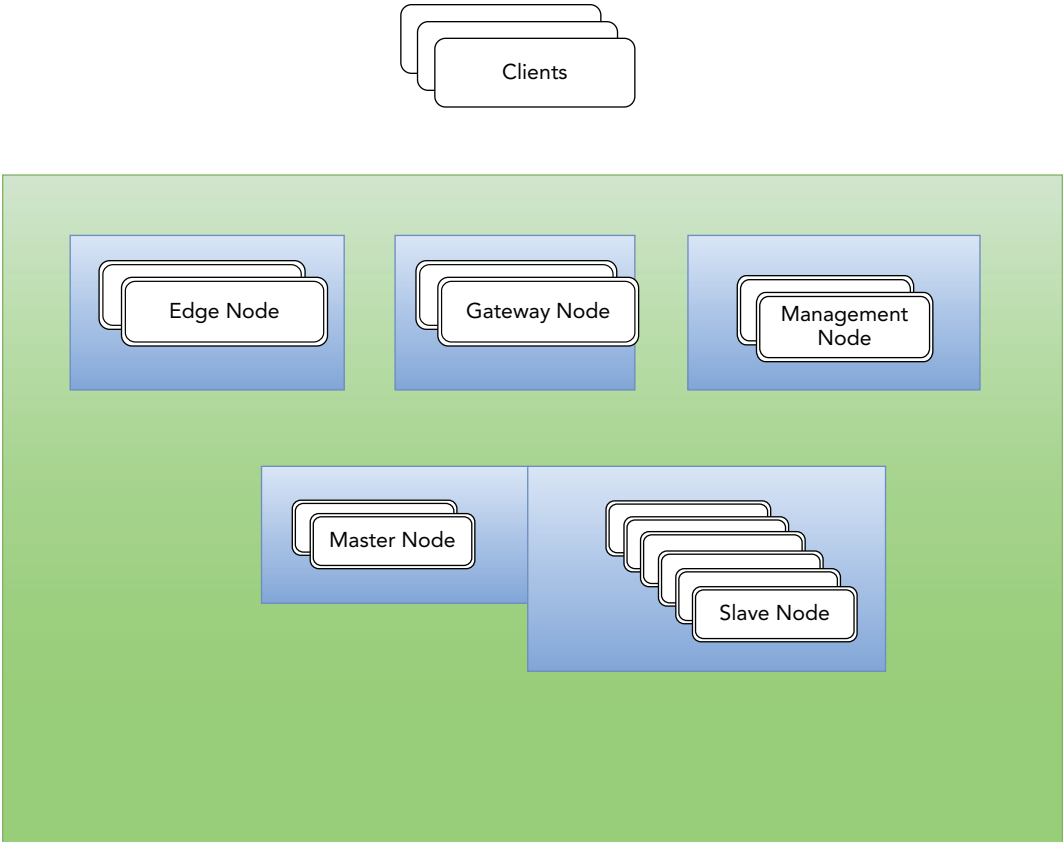 Clients
Edge Node
Gateway Node
Management
Node
Master Node
Slave Node